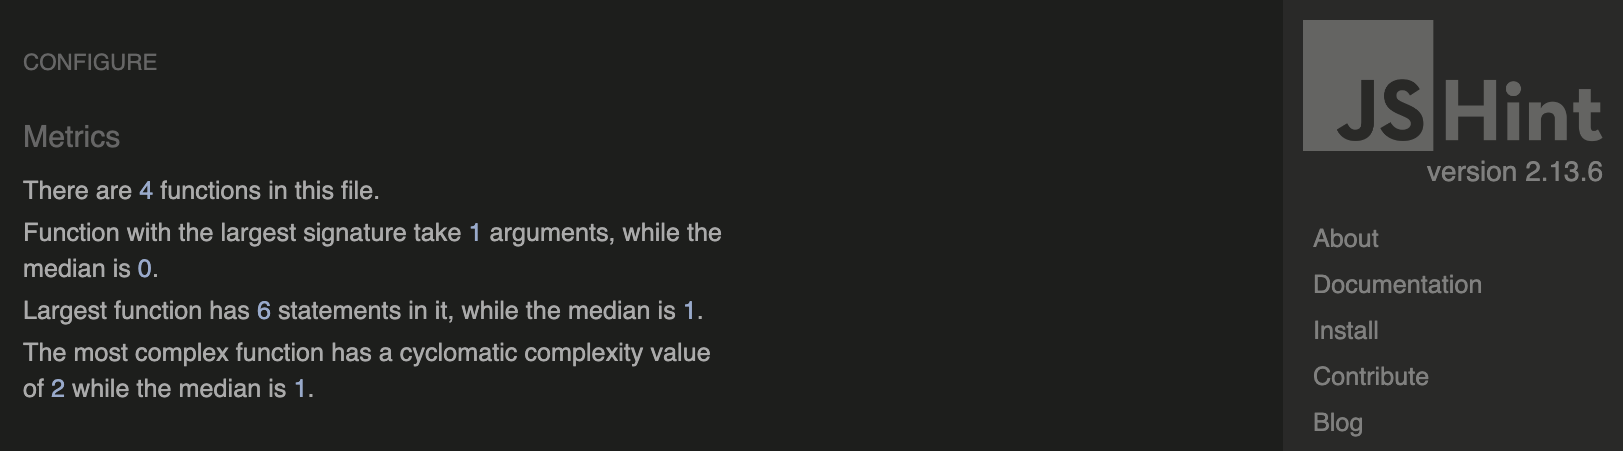 CONFIGURE
Metrics
There are 4 functions in this file.
Function with the largest signature take 1 arguments, while the
median is 0.
Largest function has 6 statements in it, while the median is 1.
The most complex function has a cyclomatic complexity value
of 2 while the median is 1.
JSHint
version 2.13.6
About
Documentation
Install
Contribute
Blog